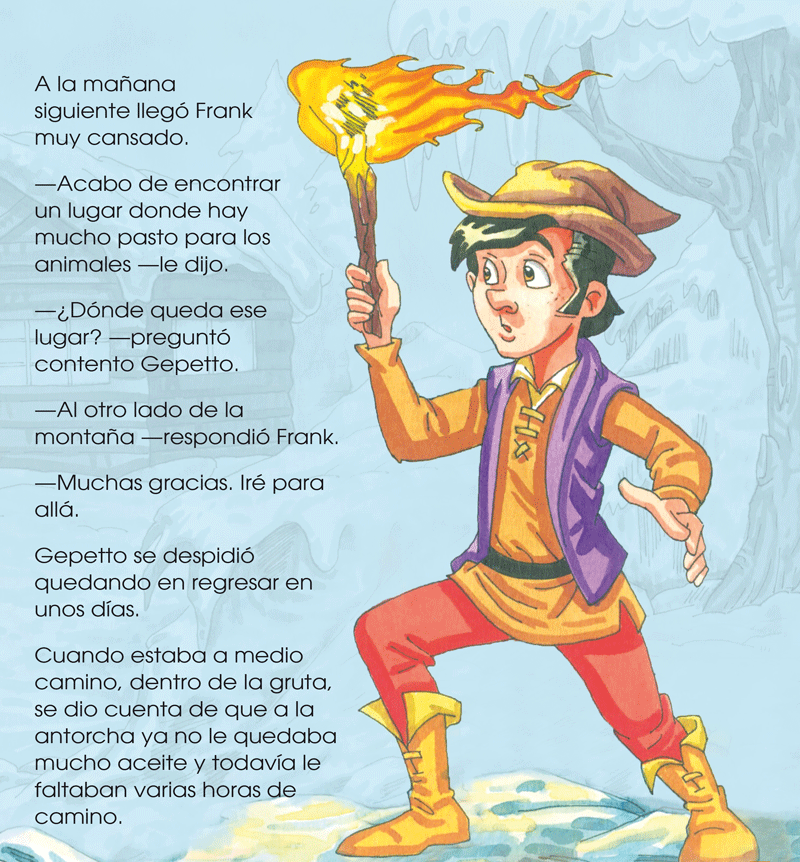 A la mañana
siguiente llegó Frank
muy cansado.
—Acabo de encontrar
un lugar donde hay
mucho pasto para los
animales —le dijo.
—¿Dónde queda ese
lugar? —preguntó
contento Gepetto.
—Al otro lado de la
montaña —respondió Frank.
—Muchas gracias. Iré para
allá.
Gepetto se despidió
quedando en regresar en
unos días.
Cuando estaba a medio
camino, dentro de la gruta,
se dio cuenta de que a la
antorcha ya no le quedaba
mucho aceite y todavía le
faltaban varias horas de
camino.